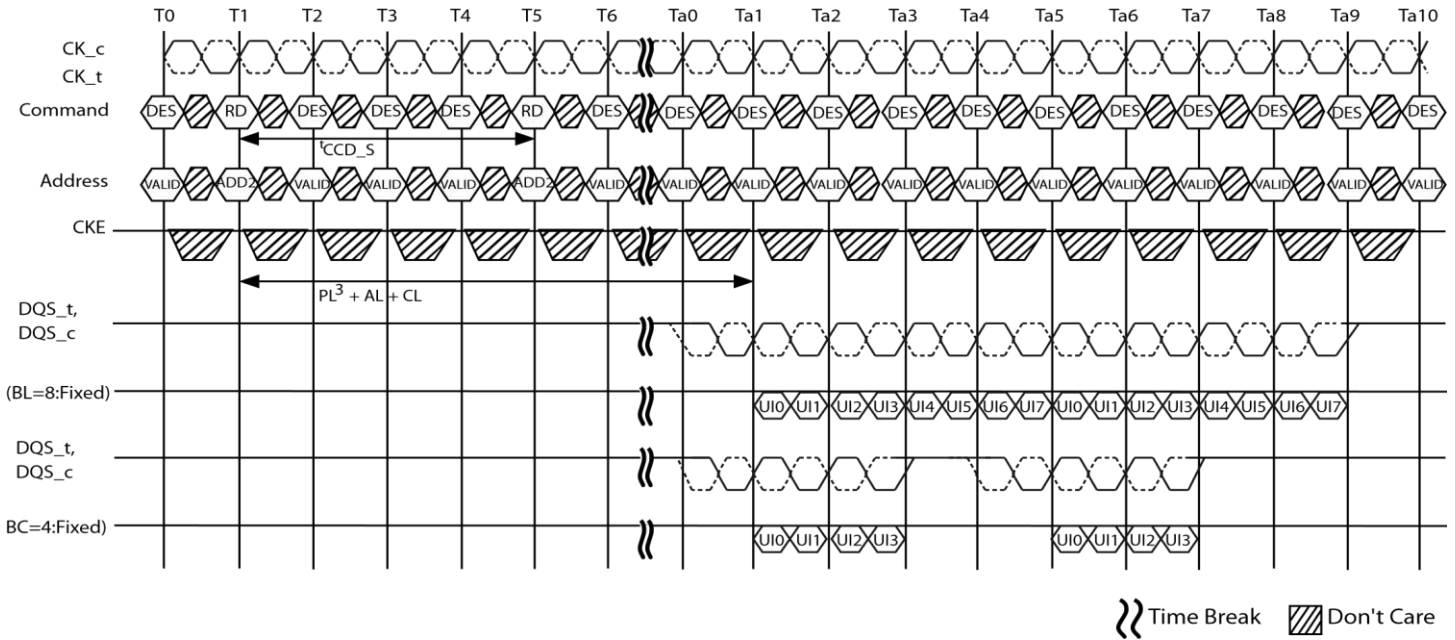 T0 T1 T2 T3 T4 T5 T6 Ta0 Ta1 Ta2 Ta3 Ta4 Ta5 Ta6 Ta7 Ta8 Ta9 Ta10
CK_c
CK_t
Command DES RD DES DES DES RD DES DES DES DES DES DES DES DES DES DES DES DES
tCCD_S
Address VALID ADD2 VALID VALID VALID ADD2 VALID VALID VALID VALID VALID VALID VALID VALID VALID VALID VALID VALID
CKE
PL3 + AL + CL
DQS_t,
DQS_c
(BL=8:Fixed) UI0 UI1 UI2 UI3 UI4 UI5 UI6 UI7 UI0 UI1 UI2 UI3 UI4 UI5 UI6 UI7
DQS_t,
DQS_c
BC=4:Fixed) UI0 UI1 UI2 UI3 UI0 UI1 UI2 UI3
Time Break Don't Care